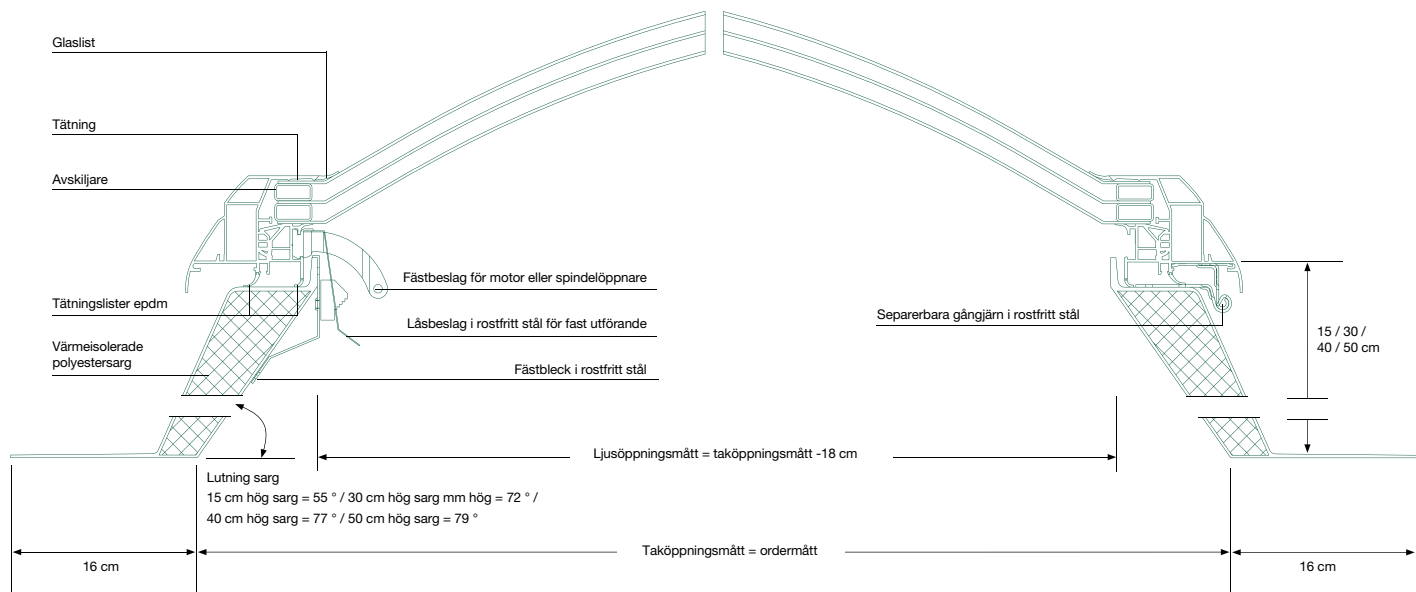 Glaslist
Tätning
Avskiljare
Tätningslister epdm
Värmeisolerade
polyestersarg
Fästbeslag för motor eller spindelöppnare
Låsbeslag i rostfritt stål för fast utförande
Fästbleck i rostfritt stål
Separerbara gångjärn i rostfritt stål
15 / 30 /
/ 40 / 50 cm
Ljusöppningsmått = taköppningsmått -18 cm
Lutning sarg
15 cm hög sarg = 55 ° / 30 cm hög sarg mm hög = 72 ° /
40 cm hög sarg = 77 ° / 50 cm hög sarg = 79 °
Taköppningsmått = ordermått
16 cm
16 cm